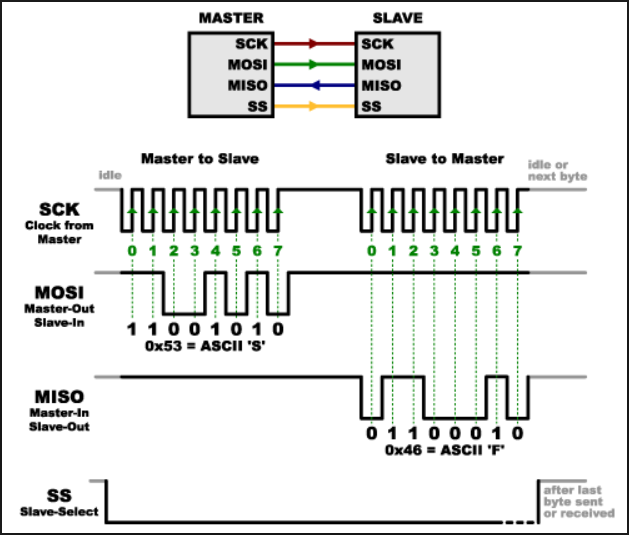 MASTER SLAVE
SCK SCK
MOSI MOSI
MISO MISO
SS SS
Master to Slave Slave to Master
idle idle or
next byte
SCK
Clock from
Master
0 1 2 3 4 5 6 7 0 1 2 3 4 5 6 7
MOSI
Master-Out
Slave-In
1 1 0 0 1 0 1 0
0x53 = ASCII 'S'
MISO
Master-In
Slave-Out
0 1 1 0 0 0 1 0
0x46 = ASCII 'F'
SS
Slave-Select
after last
byte sent
or received